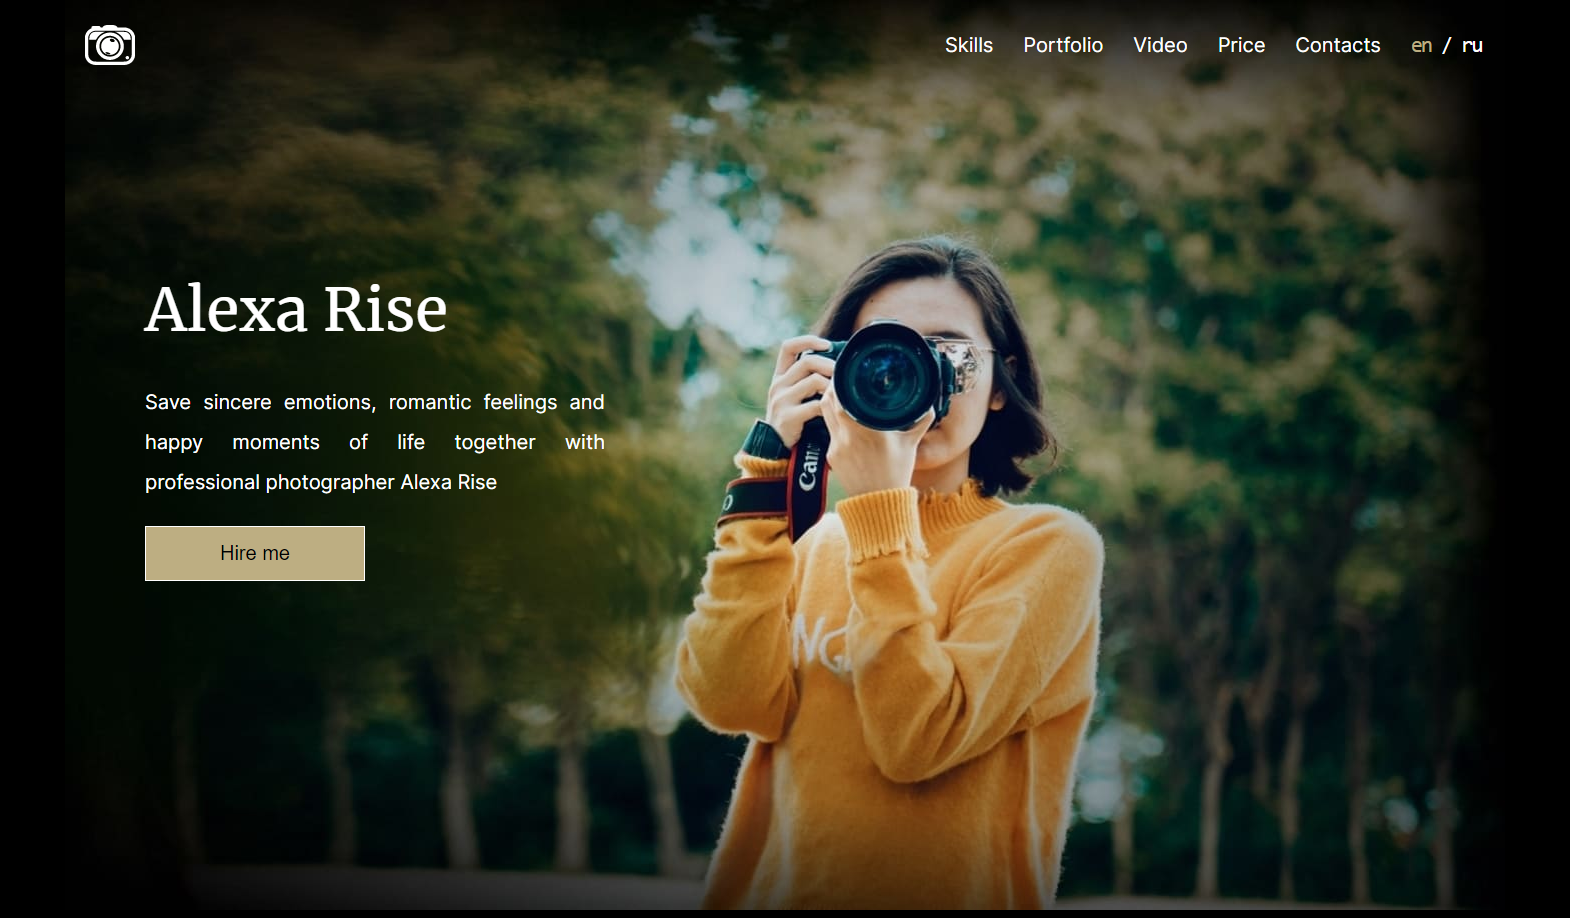 Skills Portfolio Video Price Contacts en / ru
Alexa Rise
Save sincere emotions, romantic feelings and
happy moments of life together with
professional photographer Alexa Rise
Hire me
Can
NG